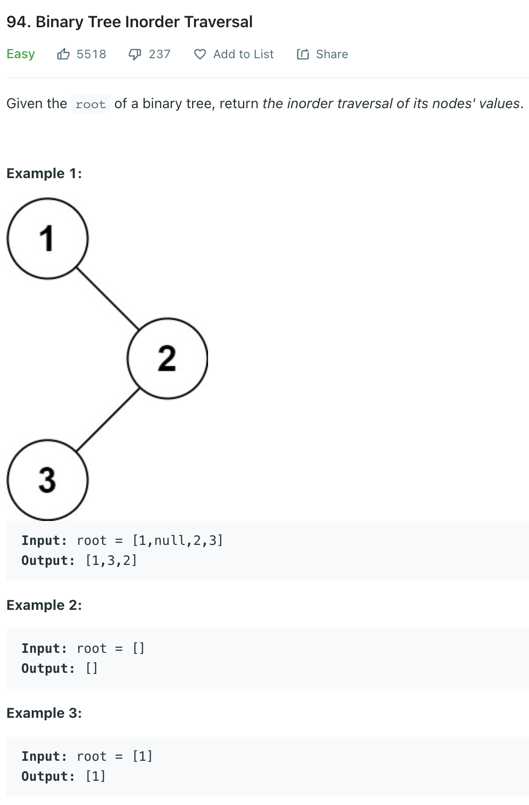 94. Binary Tree Inorder Traversal
Easy 5518 237 Add to List Share
Given the root of a binary tree, return the inorder traversal of its nodes' values.
Example 1:
1
2
3
Input: root = [1,null,2,3]
Output: [1,3,2]
Example 2:
Input: root = []
Output: []
Example 3:
Input: root = [1]
Output: [1]